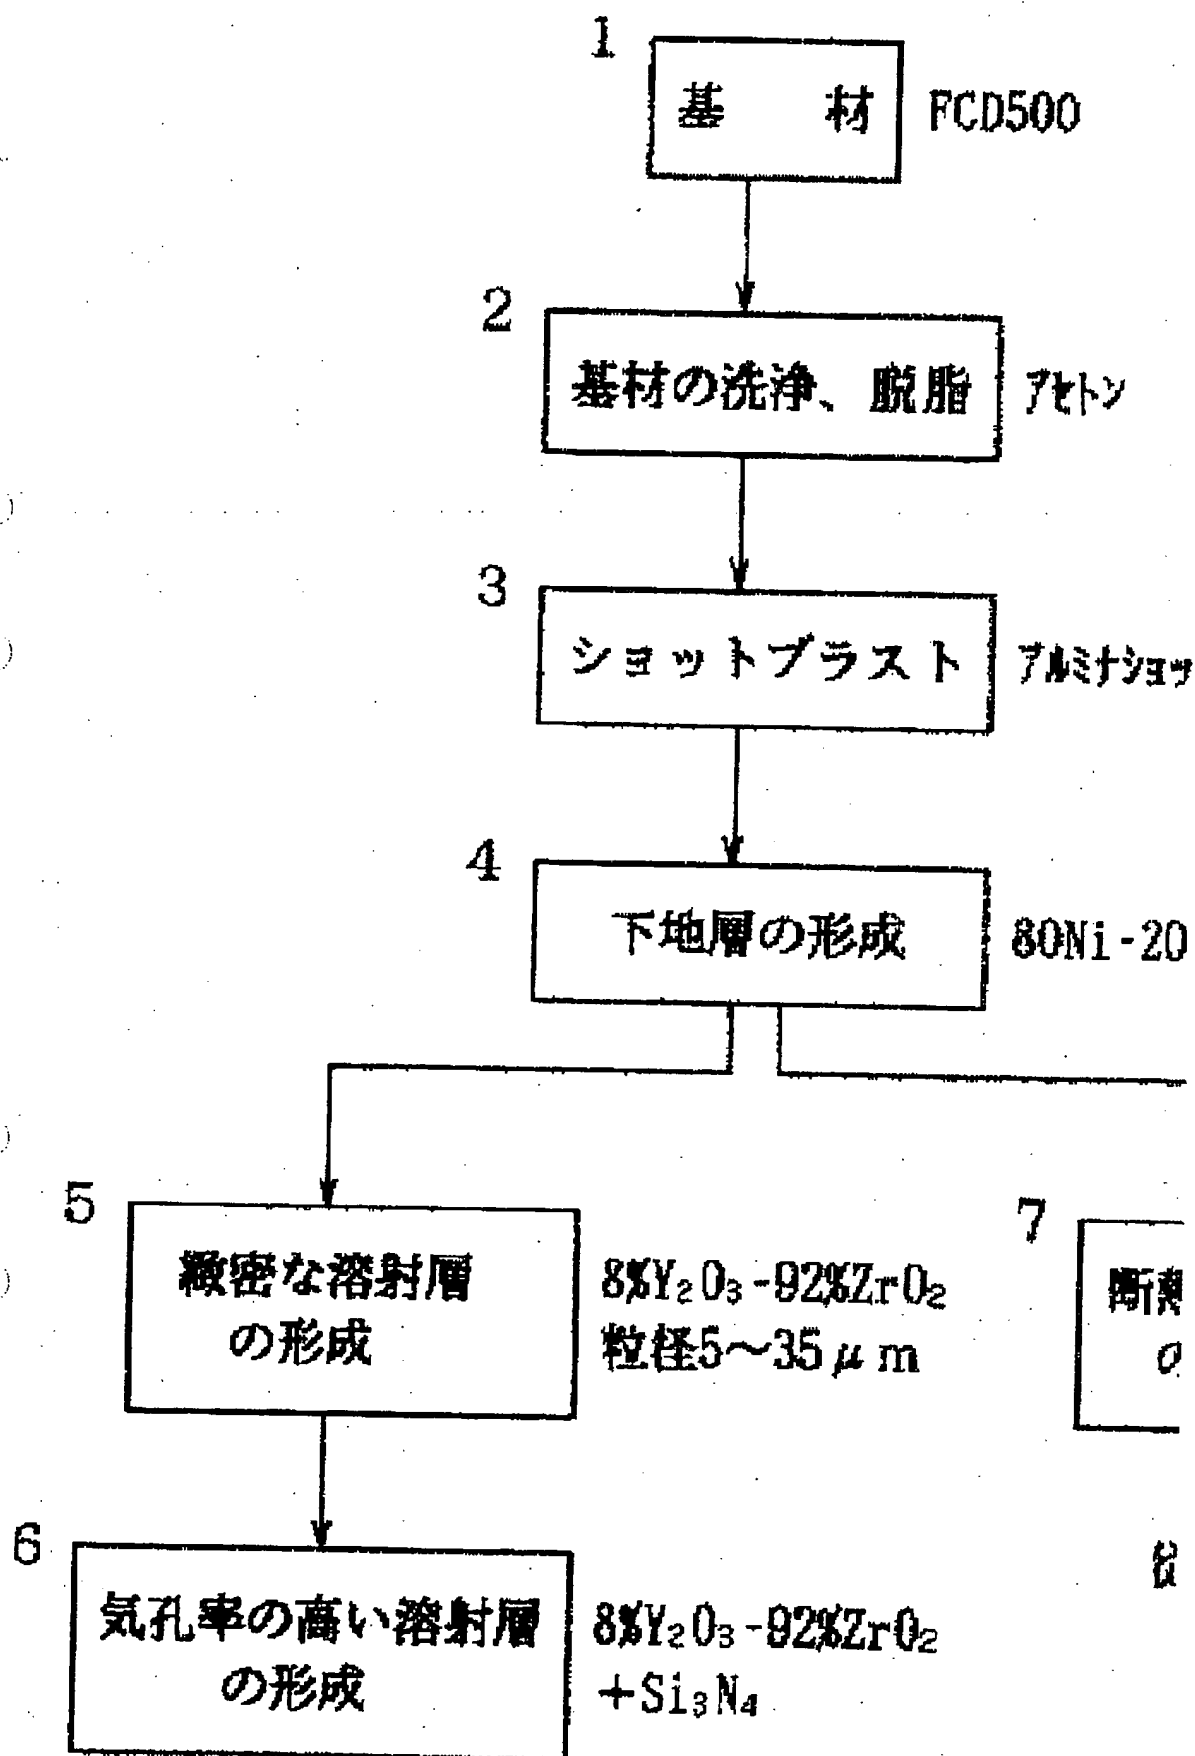 1
基 材 FCD500
2
基材の洗浄、脱脂 アセトン
3
ショットブラスト アルミナショッ
4
下地層の形成 80Ni-20
5
緻密な溶射層
の形成
8%Y₂O₃-92%ZrO₂
粒径5～35μm
7
断熱
の
6
気孔率の高い溶射層
の形成
8%Y₂O₃-92%ZrO₂
+Si₃N₄